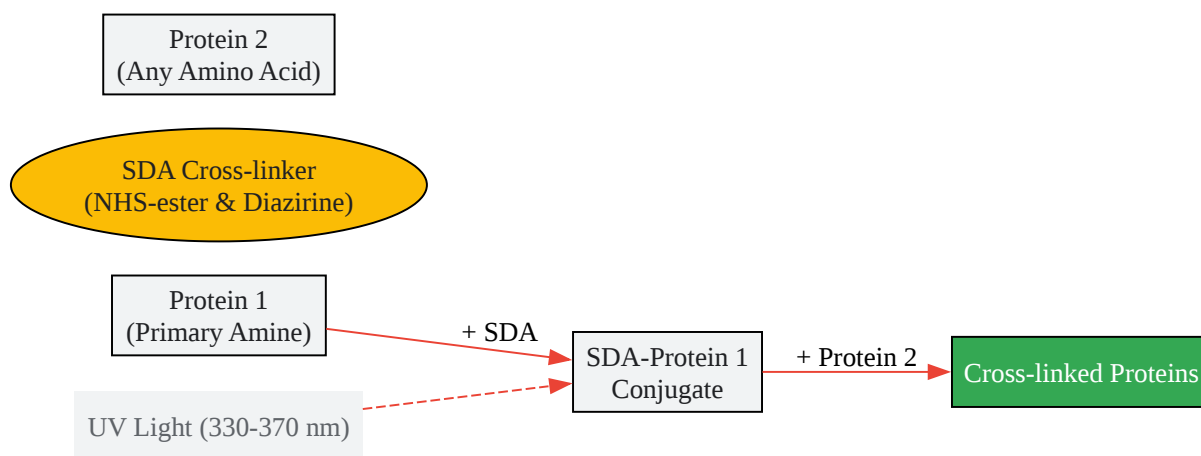 Protein 2
(Any Amino Acid)
SDA Cross-linker
(NHS-ester & Diazirine)
Protein 1
(Primary Amine)
+ SDA
SDA-Protein 1
Conjugate
+ Protein 2
Cross-linked Proteins
UV Light (330-370 nm)